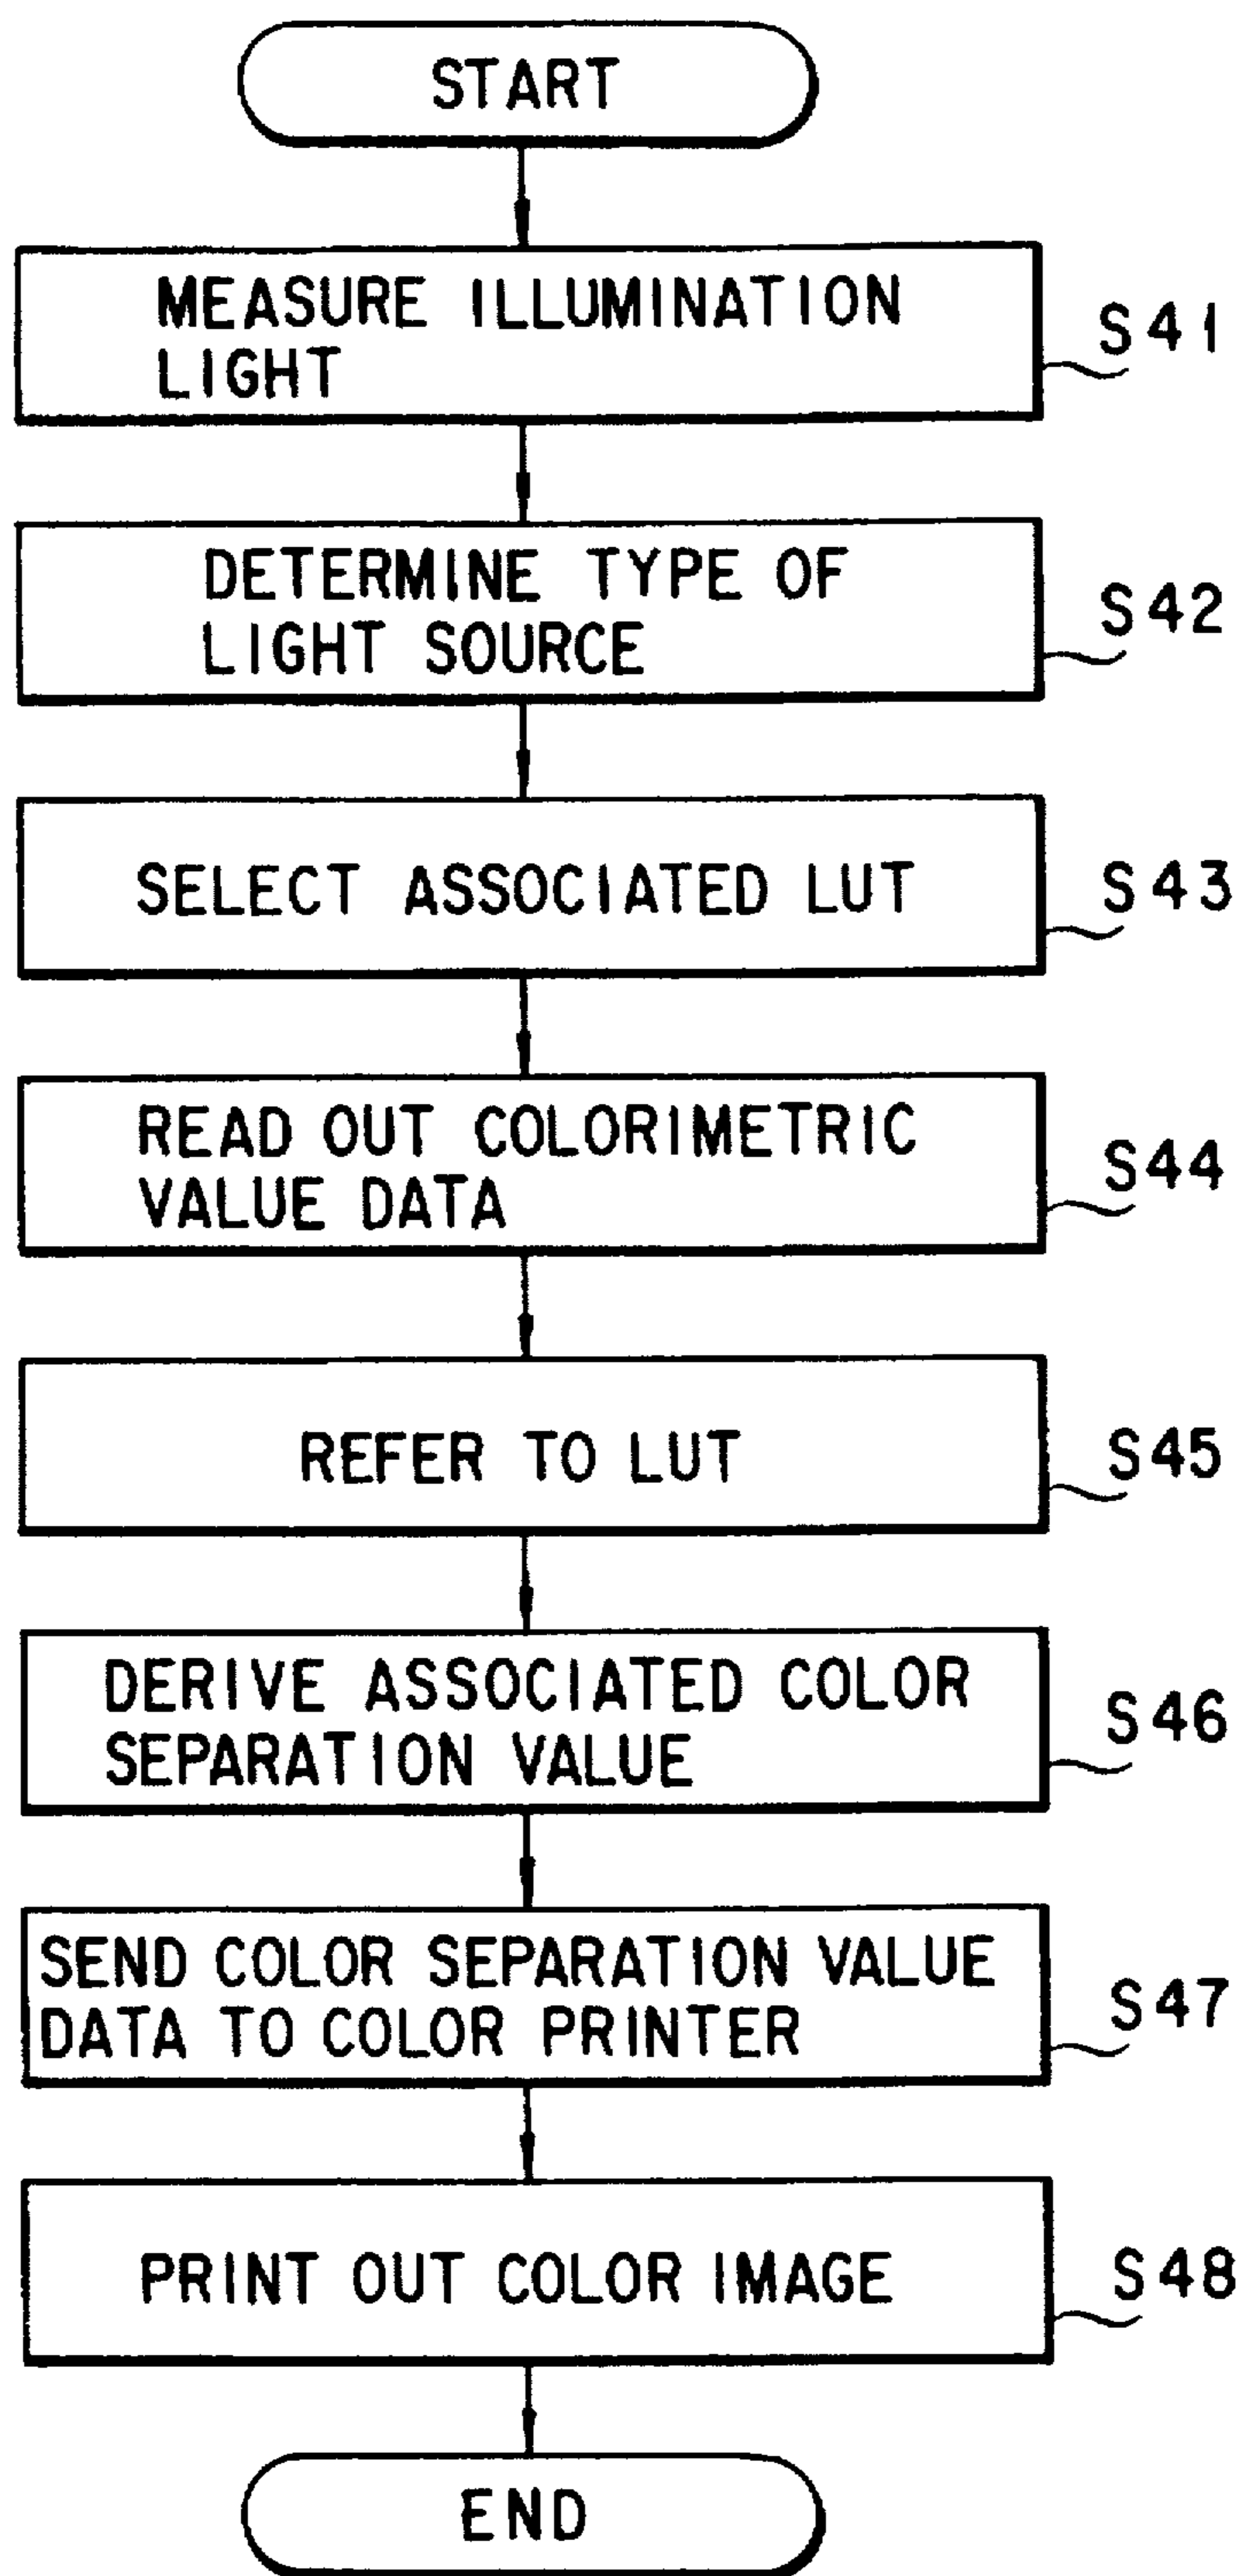 START
MEASURE ILLUMINATION
LIGHT
S41
DETERMINE TYPE OF
LIGHT SOURCE
S42
SELECT ASSOCIATED LUT
S43
READ OUT COLORIMETRIC
VALUE DATA
S44
REFER TO LUT
S45
DERIVE ASSOCIATED COLOR
SEPARATION VALUE
S46
SEND COLOR SEPARATION VALUE
DATA TO COLOR PRINTER
S47
PRINT OUT COLOR IMAGE
S48
END